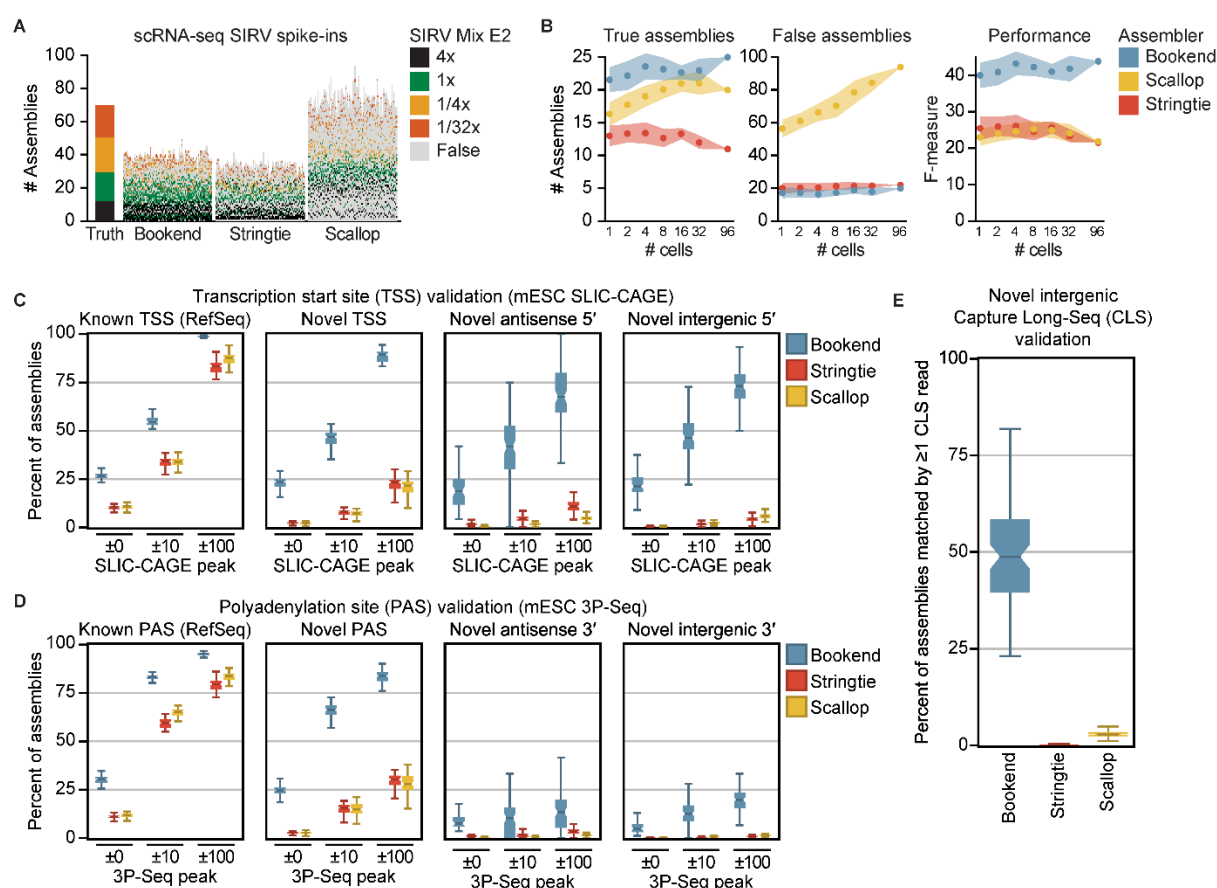 A
scRNA-seq SIRV spike-ins
# Assemblies
100
80
60
40
20
0
Truth Bookend Stringtie Scallop
SIRV Mix E2
4x
1x
1/4x
1/32x
False
B
True assemblies
# Assemblies
25
20
15
10
5
0
1 2 4 8 16 32 96
# cells
False assemblies
100
80
60
40
20
0
1 2 4 8 16 32 96
# cells
Performance
F-measure
40
30
20
10
0
1 2 4 8 16 32 96
# cells
Assembler
Bookend
Scallop
Stringtie
C
Transcription start site (TSS) validation (mESC SLIC-CAGE)
Known TSS (RefSeq) Novel TSS Novel antisense 5′ Novel intergenic 5′
Percent of assemblies
100
75
50
25
0
±0 ±10 ±100 ±0 ±10 ±100 ±0 ±10 ±100 ±0 ±10 ±100
SLIC-CAGE peak SLIC-CAGE peak SLIC-CAGE peak SLIC-CAGE peak
Bookend
Stringtie
Scallop
D
Polyadenylation site (PAS) validation (mESC 3P-Seq)
Known PAS (RefSeq) Novel PAS Novel antisense 3′ Novel intergenic 3′
Percent of assemblies
100
75
50
25
0
±0 ±10 ±100 ±0 ±10 ±100 ±0 ±10 ±100 ±0 ±10 ±100
3P-Seq peak 3P-Seq peak 3P-Seq peak 3P-Seq peak
Bookend
Stringtie
Scallop
E
Novel intergenic
Capture Long-Seq (CLS)
validation
Percent of assemblies matched by ≥1 CLS read
100
75
50
25
0
Bookend
Stringtie
Scallop